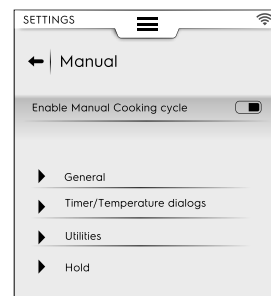 SETTINGS
Manual
Enable Manual Cooking cycle
General
Timer/Temperature dialogs
Utilities
Hold